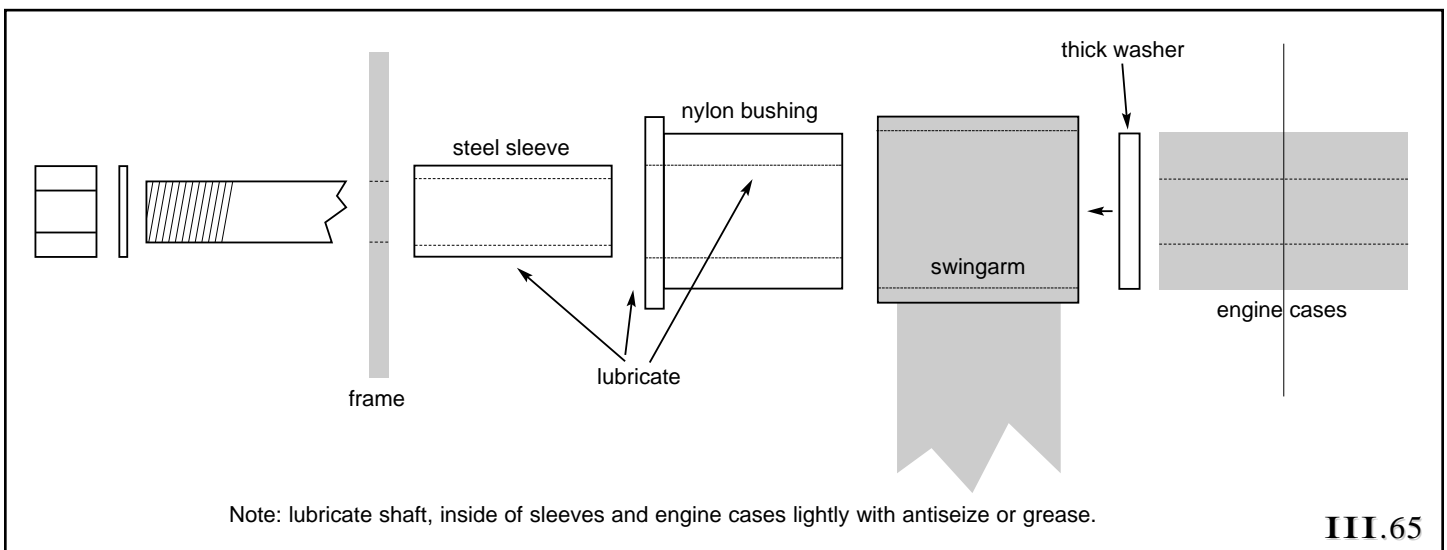 thick washer
nylon bushing
steel sleeve
swingarm
engine cases
lubricate
frame
Note: lubricate shaft, inside of sleeves and engine cases lightly with antiseize or grease.
III.65